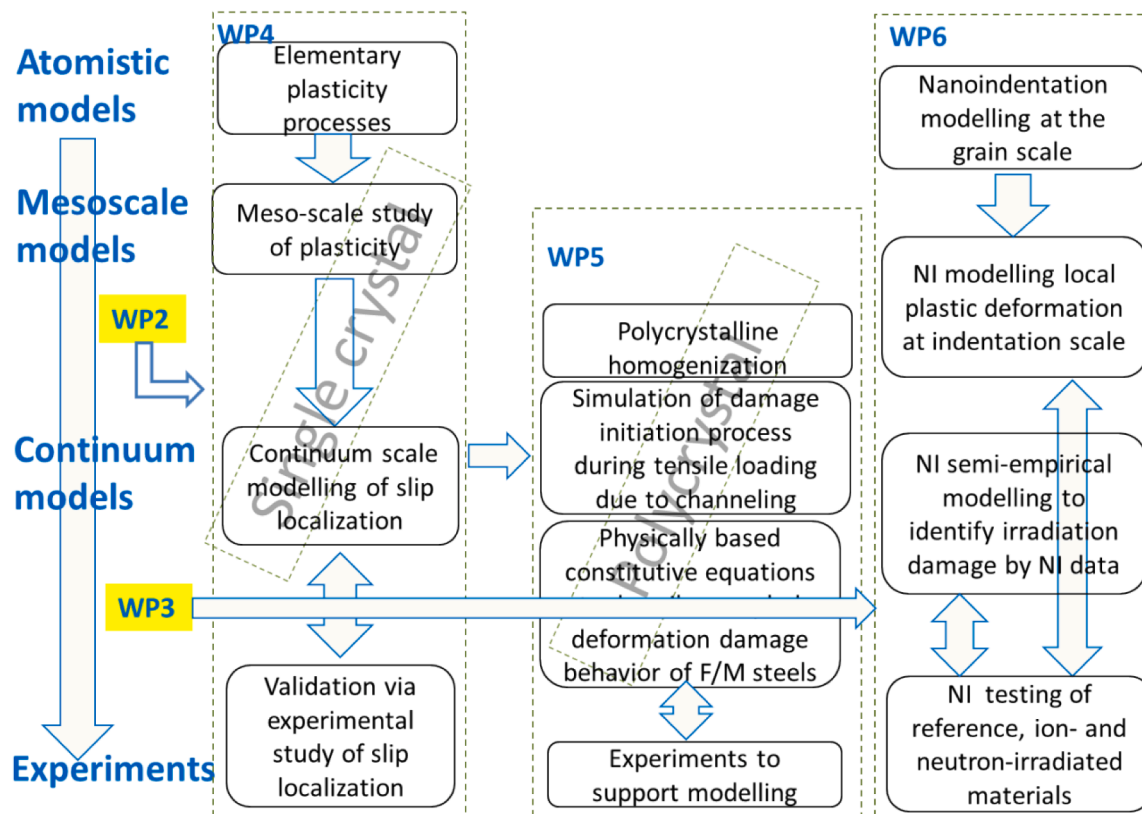 Atomistic
models
Mesoscale
models
WP2
Continuum
models
WP3
Experiments
WP4
Elementary
plasticity
processes
Meso-scale study
of plasticity
Continuum scale
modelling of slip
localization
Validation via
experimental
study of slip
localization
Single crystal
WP5
Polycrystalline
homogenization
Simulation of damage
initiation process
during tensile loading
due to channeling
Physically based
constitutive equations
deformation damage
behavior of F/M steels
Experiments to
support modelling
Polycrystal
WP6
Nanoindentation
modelling at the
grain scale
NI modelling local
plastic deformation
at indentation scale
NI semi-empirical
modelling to
identify irradiation
damage by NI data
NI testing of
reference, ion- and
neutron-irradiated
materials